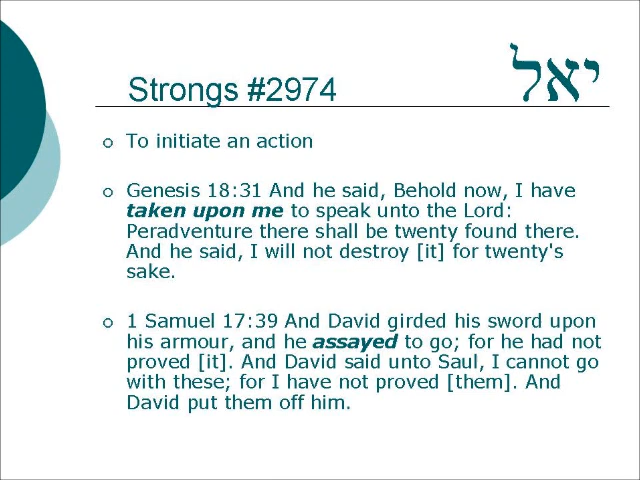 Strongs #2974
יאל
To initiate an action
Genesis 18:31 And he said, Behold now, I have
taken upon me to speak unto the Lord:
Peradventure there shall be twenty found there.
And he said, I will not destroy [it] for twenty's
sake.
1 Samuel 17:39 And David girded his sword upon
his armour, and he assayed to go; for he had not
proved [it]. And David said unto Saul, I cannot go
with these; for I have not proved [them]. And
David put them off him.